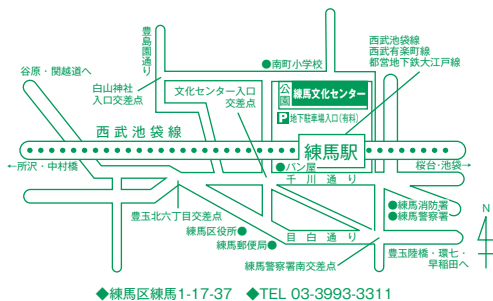 豊島園通り
西武池袋線
西武有楽町線
都営地下鉄大江戸線
●南町小学校
谷原・関越道へ
白山神社
入口交差点
文化センター入口
交差点
公園
練馬文化センター
P地下駐車場入口(有料)
西武池袋線
練馬駅
←所沢・中村橋
●パン屋
桜台・池袋→
千川通り
豊玉北六丁目交差点
●練馬消防署
●練馬警察署
練馬区役所●
練馬郵便局●
目白通り
N
練馬警察署南交差点
豊玉陸橋・環七・
早稲田へ
◆練馬区練馬1-17-37 ◆TEL 03-3993-3311